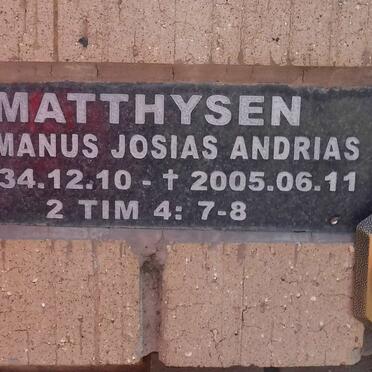 MATTHYSEN
MANUS JOSIAS ANDRIAS
34.12.10 - † 2005.06.11
2 TIM 4: 7-8